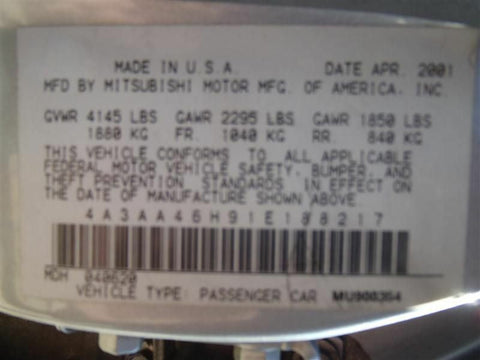 MADE IN U.S.A. DATE APR. 2001
MFD BY MITSUBISHI MOTOR MFG. OF AMERICA, INC
GVWR 4145 LBS GAWR 2295 LBS GAWR 1850 LBS
1880 KG FR. 1040 KG RR 840 KG
THIS VEHICLE CONFORMS TO ALL APPLICABLE
FEDERAL MOTOR VEHICLE SAFETY, BUMPER, AND
THEFT PREVENTION STANDARDS IN EFFECT ON
THE DATE OF MANUFACTURE SHOWN ABOVE.
4A3AA46H91E188217
MDH 040620
VEHICLE TYPE: PASSENGER CAR MU900364